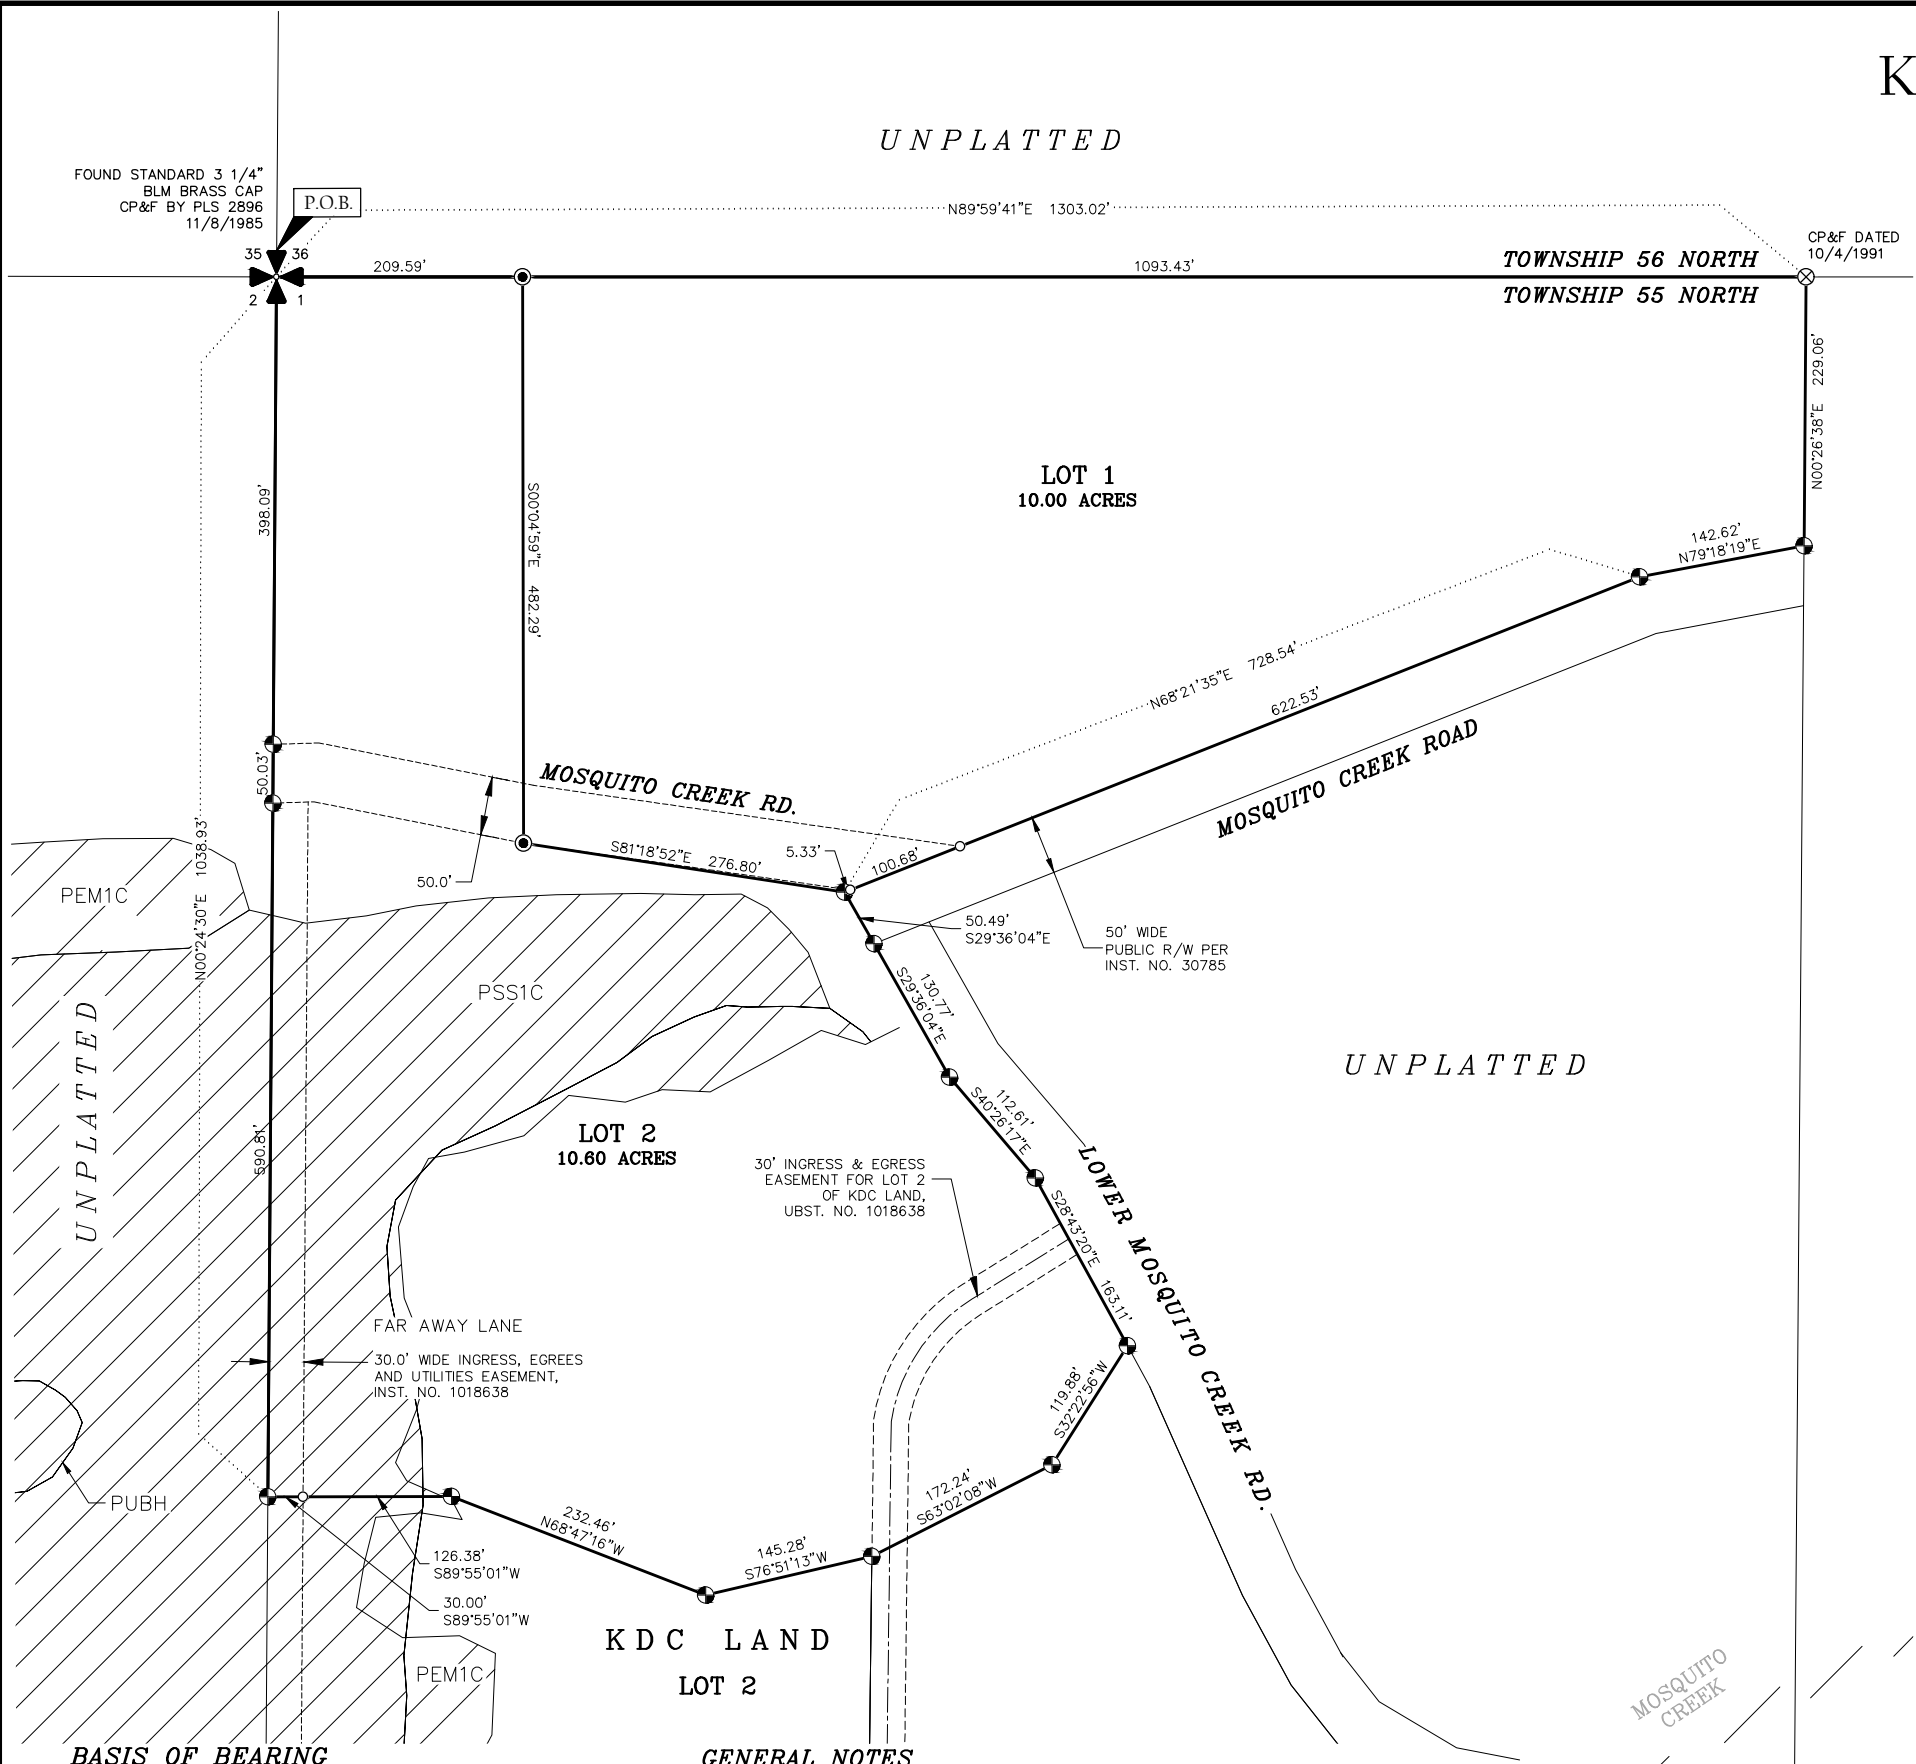 K
UNPLATTED
FOUND STANDARD 3 1/4"
BLM BRASS CAP
CP&F BY PLS 2896
11/8/1985
P.O.B.
N89°59'41"E 1303.02'
CP&F DATED
10/4/1991
35 36
2 1
209.59'
1093.43'
TOWNSHIP 56 NORTH
TOWNSHIP 55 NORTH
N00°26'38"E 229.06'
LOT 1
10.00 ACRES
398.09'
S00°04'59"E 482.29'
142.62'
N79°18'19"E
N68°21'35"E 728.54'
622.53'
MOSQUITO CREEK ROAD
50.03'
MOSQUITO CREEK RD.
S81°18'52"E 276.80'
5.33'
100.68'
50.0'
N00°24'30"E 1038.93'
PEM1C
50.49'
S29°36'04"E
50' WIDE
PUBLIC R/W PER
INST. NO. 30785
PSS1C
130.77'
S29°36'04"E
UNPLATTED
UNPLATTED
112.61'
S40°26'17"E
590.81'
LOT 2
10.60 ACRES
30' INGRESS & EGRESS
EASEMENT FOR LOT 2
OF KDC LAND,
UBST. NO. 1018638
S28°43'20"E 163.11'
LOWER MOSQUITO CREEK RD.
FAR AWAY LANE
30.0' WIDE INGRESS, EGREES
AND UTILITIES EASEMENT,
INST. NO. 1018638
119.88'
S32°22'56"W
172.24'
S63°02'08"W
PUBH
232.46'
N68°47'16"W
145.28'
S76°51'13"W
126.38'
S89°55'01"W
30.00'
S89°55'01"W
KDC LAND
LOT 2
PEM1C
MOSQUITO
CREEK
BASIS OF BEARING
GENERAL NOTES